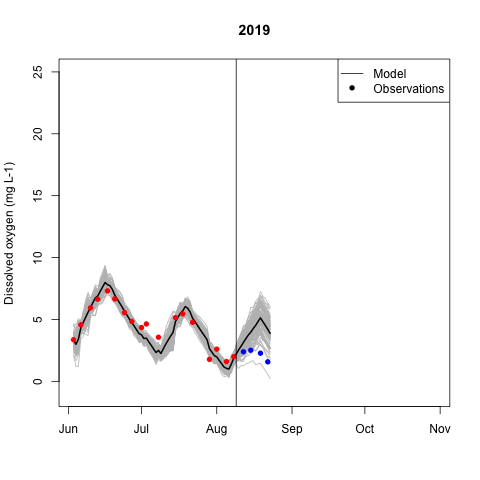 2019
Model
Observations
Dissolved oxygen (mg L-1)
25
20
15
10
5
0
Jun Jul Aug Sep Oct Nov